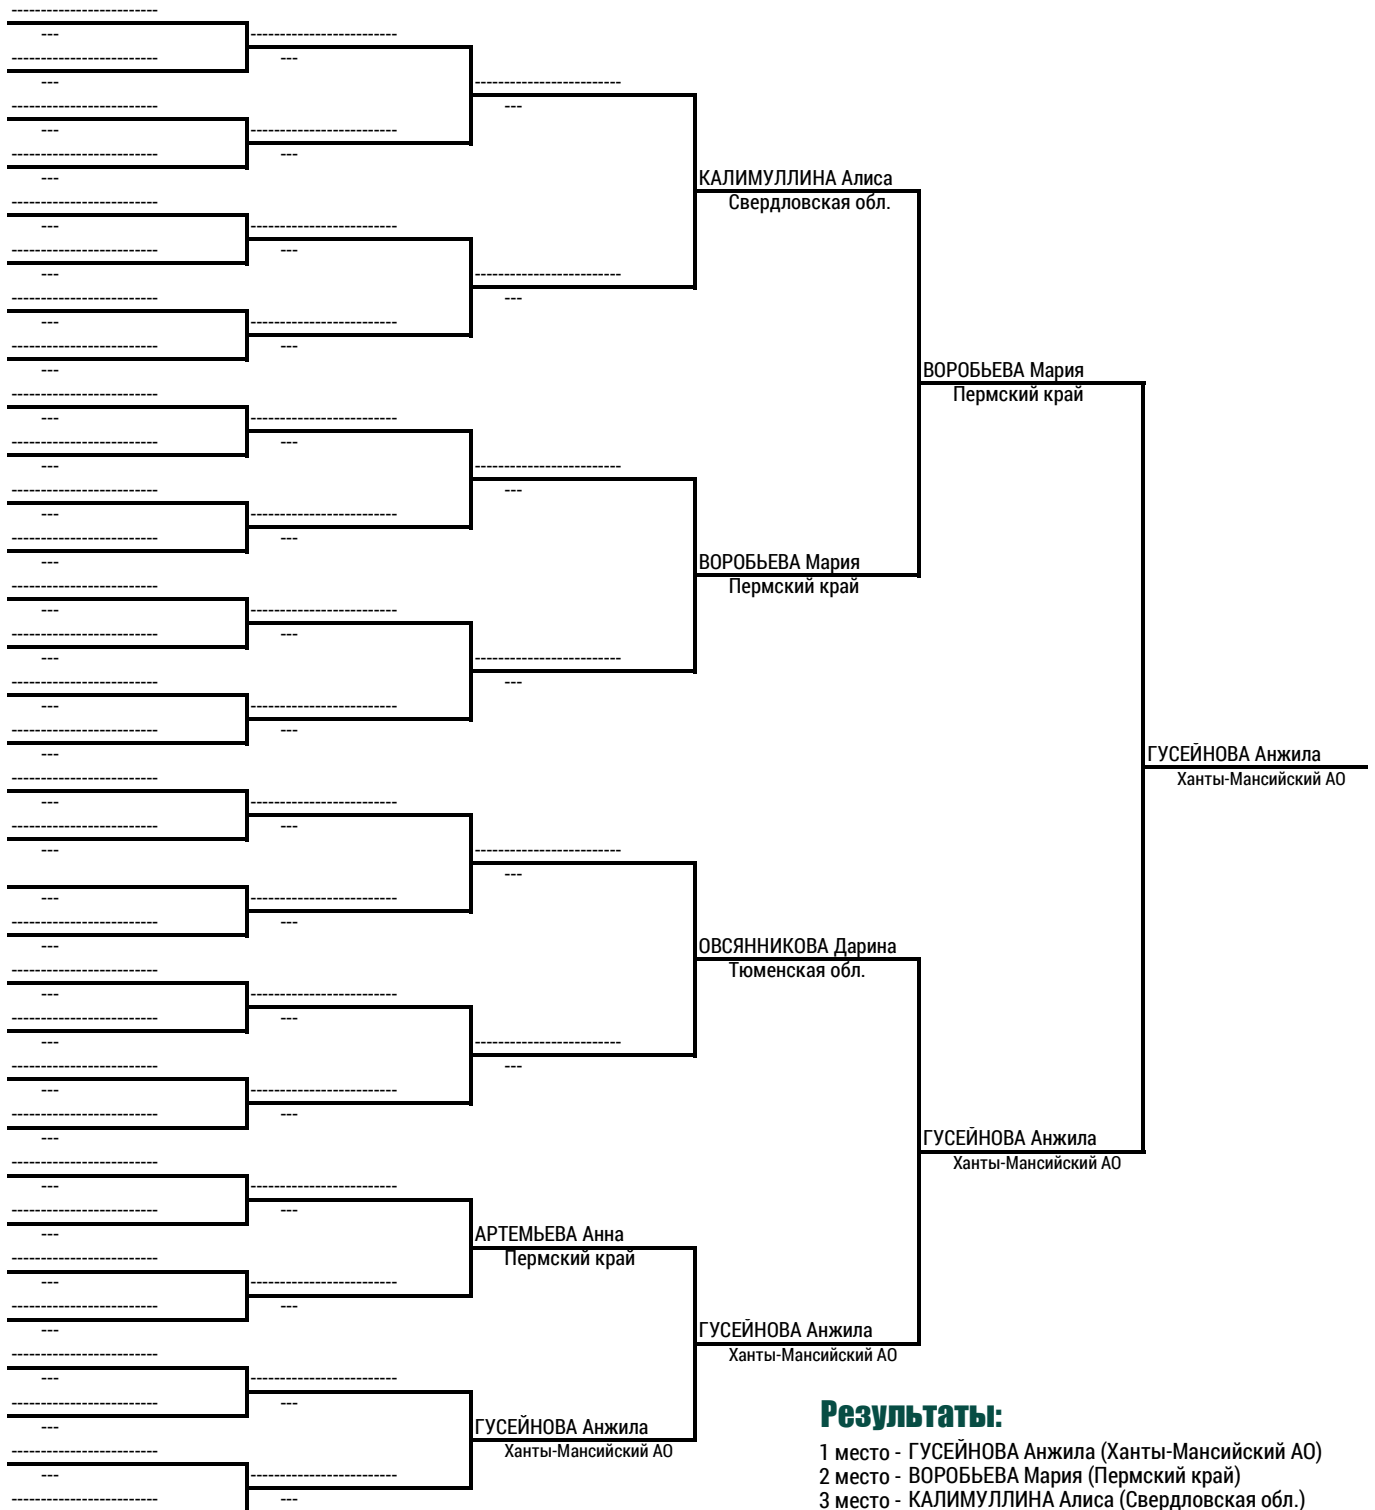 КАЛИМУЛЛИНА Алиса
Свердловская обл.
ВОРОБЬЕВА Мария
Пермский край
ВОРОБЬЕВА Мария
Пермский край
ГУСЕЙНОВА Анжила
Ханты-Мансийский АО
ОВСЯННИКОВА Дарина
Тюменская обл.
ГУСЕЙНОВА Анжила
Ханты-Мансийский АО
АРТЕМЬЕВА Анна
Пермский край
ГУСЕЙНОВА Анжила
Ханты-Мансийский АО
ГУСЕЙНОВА Анжила
Ханты-Мансийский АО
Результаты:
1 место - ГУСЕЙНОВА Анжила (Ханты-Мансийский АО)
2 место - ВОРОБЬЕВА Мария (Пермский край)
3 место - КАЛИМУЛЛИНА Алиса (Свердловская обл.)